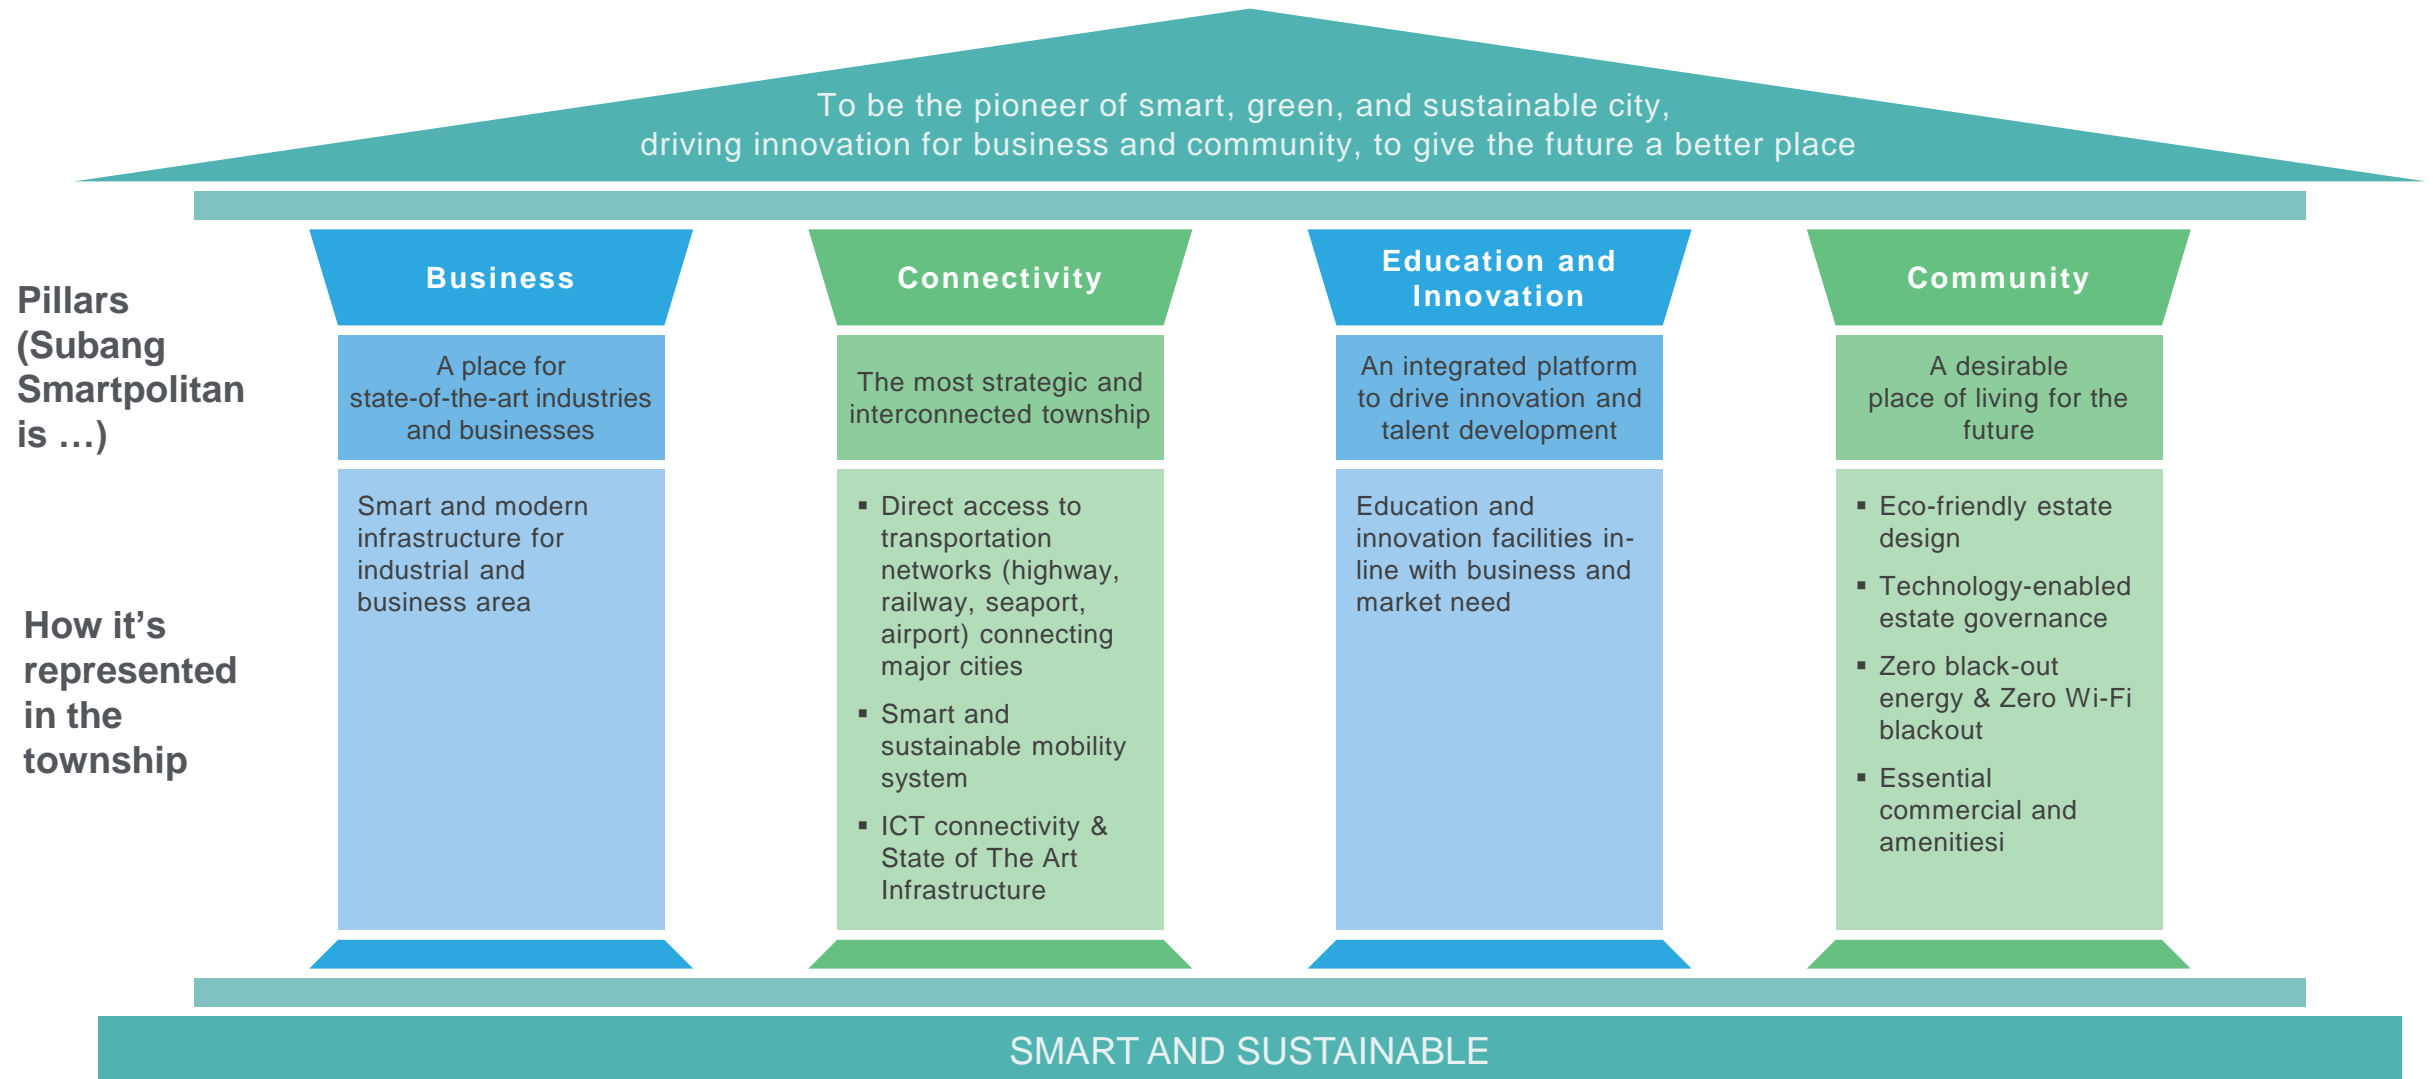 To be the pioneer of smart, green, and sustainable city,
driving innovation for business and community, to give the future a better place
Pillars
(Subang
Smartpolitan
is …)
Business
Connectivity
Education and
Innovation
Community
A place for
state-of-the-art industries
and businesses
The most strategic and
interconnected township
An integrated platform
to drive innovation and
talent development
A desirable
place of living for the
future
How it’s
represented
in the
township
Smart and modern
infrastructure for
industrial and
business area
▪ Direct access to
transportation
networks (highway,
railway, seaport,
airport) connecting
major cities
▪ Smart and
sustainable mobility
system
▪ ICT connectivity &
State of The Art
Infrastructure
Education and
innovation facilities in-
line with business and
market need
▪ Eco-friendly estate
design
▪ Technology-enabled
estate governance
▪ Zero black-out
energy & Zero Wi-Fi
blackout
▪ Essential
commercial and
amenitiesi
SMART AND SUSTAINABLE